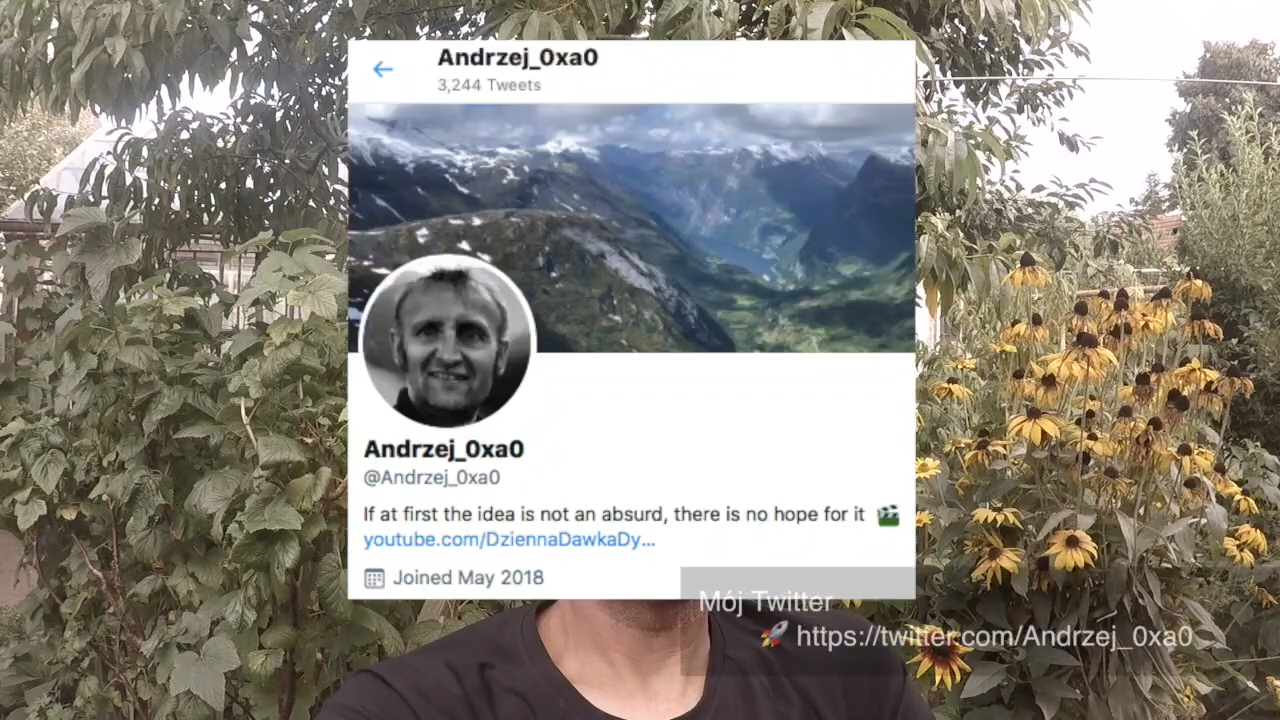 Andrzej_0xa0
3,244 Tweets
Andrzej_0xa0
@Andrzej_0xa0
If at first the idea is not an absurd, there is no hope for it
youtube.com/DziennaDawkaDy...
Joined May 2018
Mój Twitter
https://twitter.com/Andrzej_0xa0